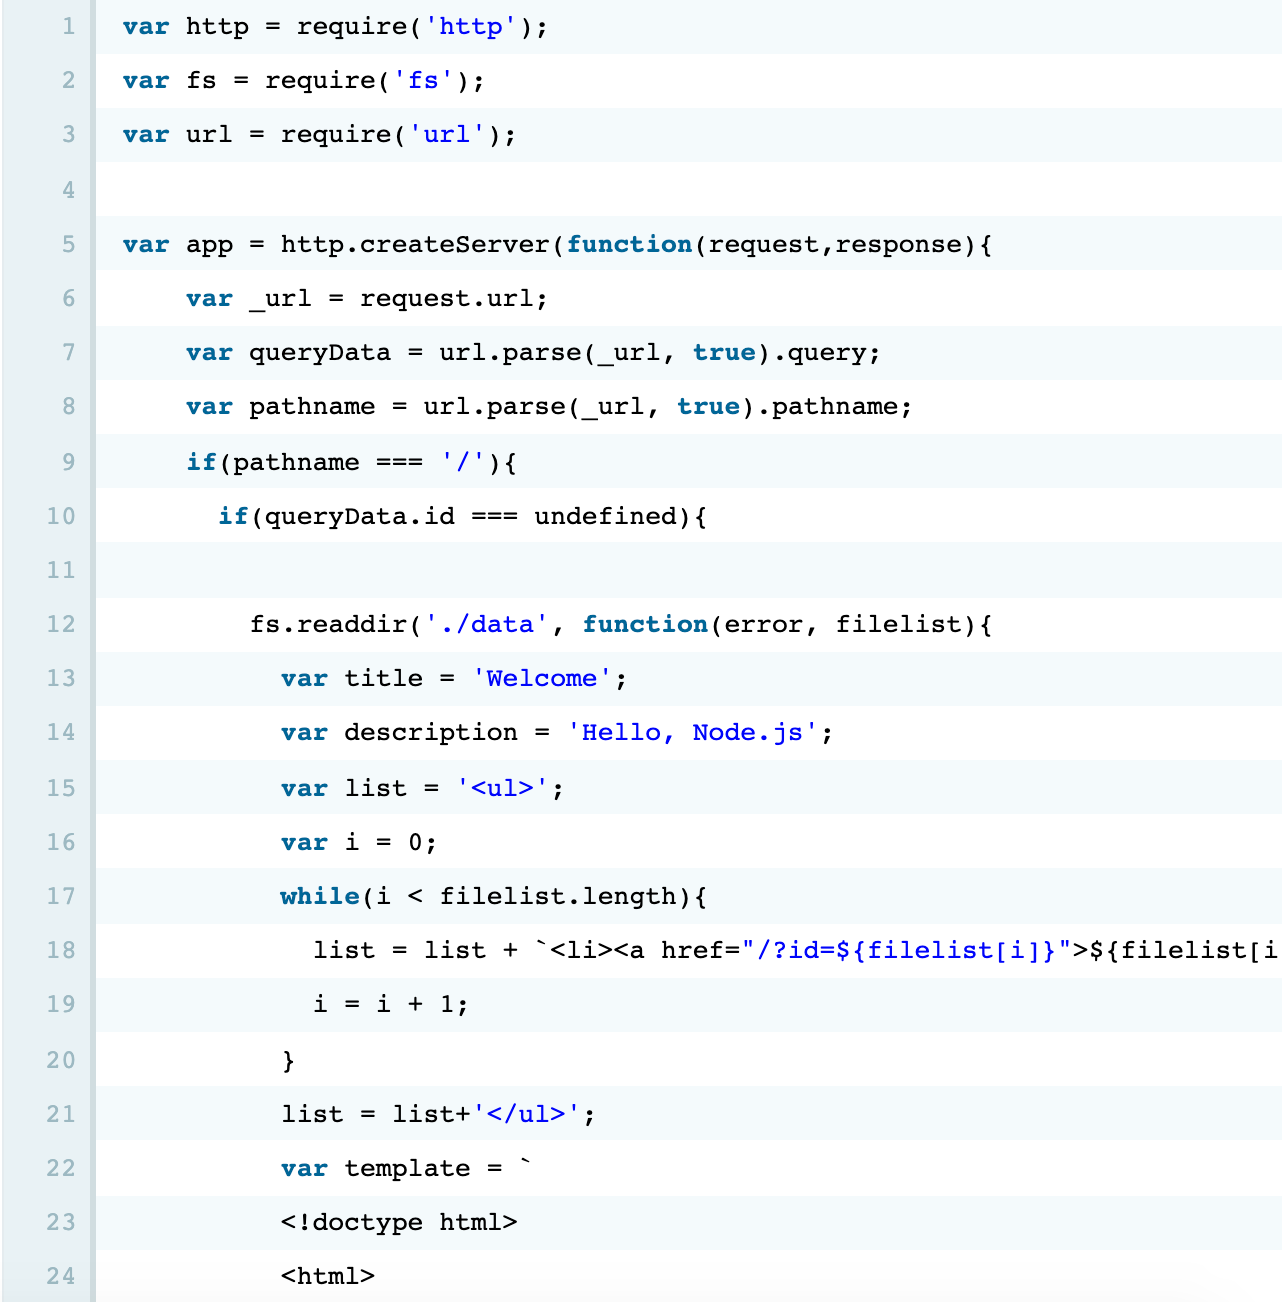 1 var http = require('http');
2 var fs = require('fs');
3 var url = require('url');
4
5 var app = http.createServer(function(request,response){
6     var _url = request.url;
7     var queryData = url.parse(_url, true).query;
8     var pathname = url.parse(_url, true).pathname;
9     if(pathname === '/'){
10       if(queryData.id === undefined){
11
12         fs.readdir('./data', function(error, filelist){
13           var title = 'Welcome';
14           var description = 'Hello, Node.js';
15           var list = '<ul>';
16           var i = 0;
17           while(i < filelist.length){
18             list = list + `<li><a href="/?id=${filelist[i]}">${filelist[i
19             i = i + 1;
20           }
21           list = list+'</ul>';
22           var template = `
23           <!doctype html>
24           <html>